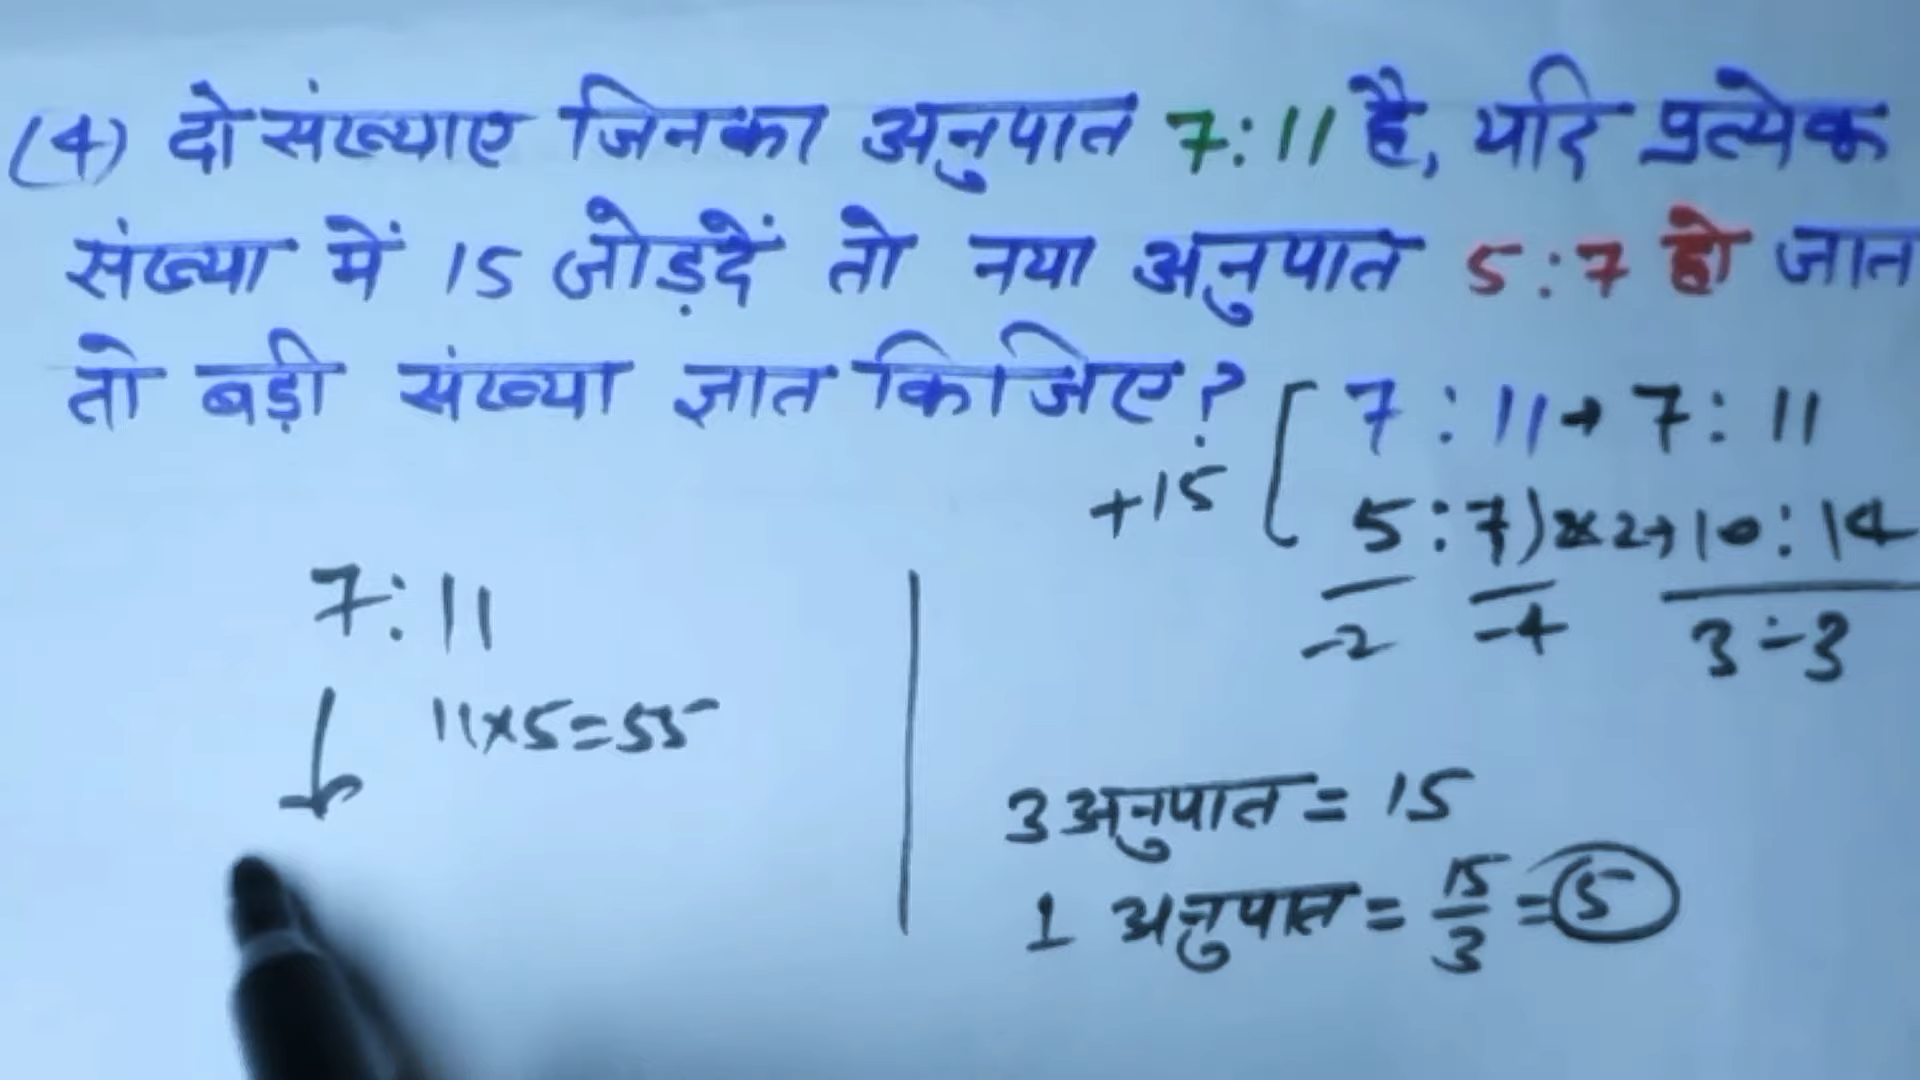 (4) दो संख्याए जिनका अनुपात 7:11 है, यदि प्रत्येक
संख्या में 15 जोड़दें तो नया अनुपात 5:7 हो जात
तो बड़ी संख्या ज्ञात किजिए?
7 : 11 → 7 : 11
+15
5 : 7)×2→10 : 14
-2 -4 3 -3
7:11
11×5=55
3 अनुपात = 15
1 अनुपात = 15/3 = 5